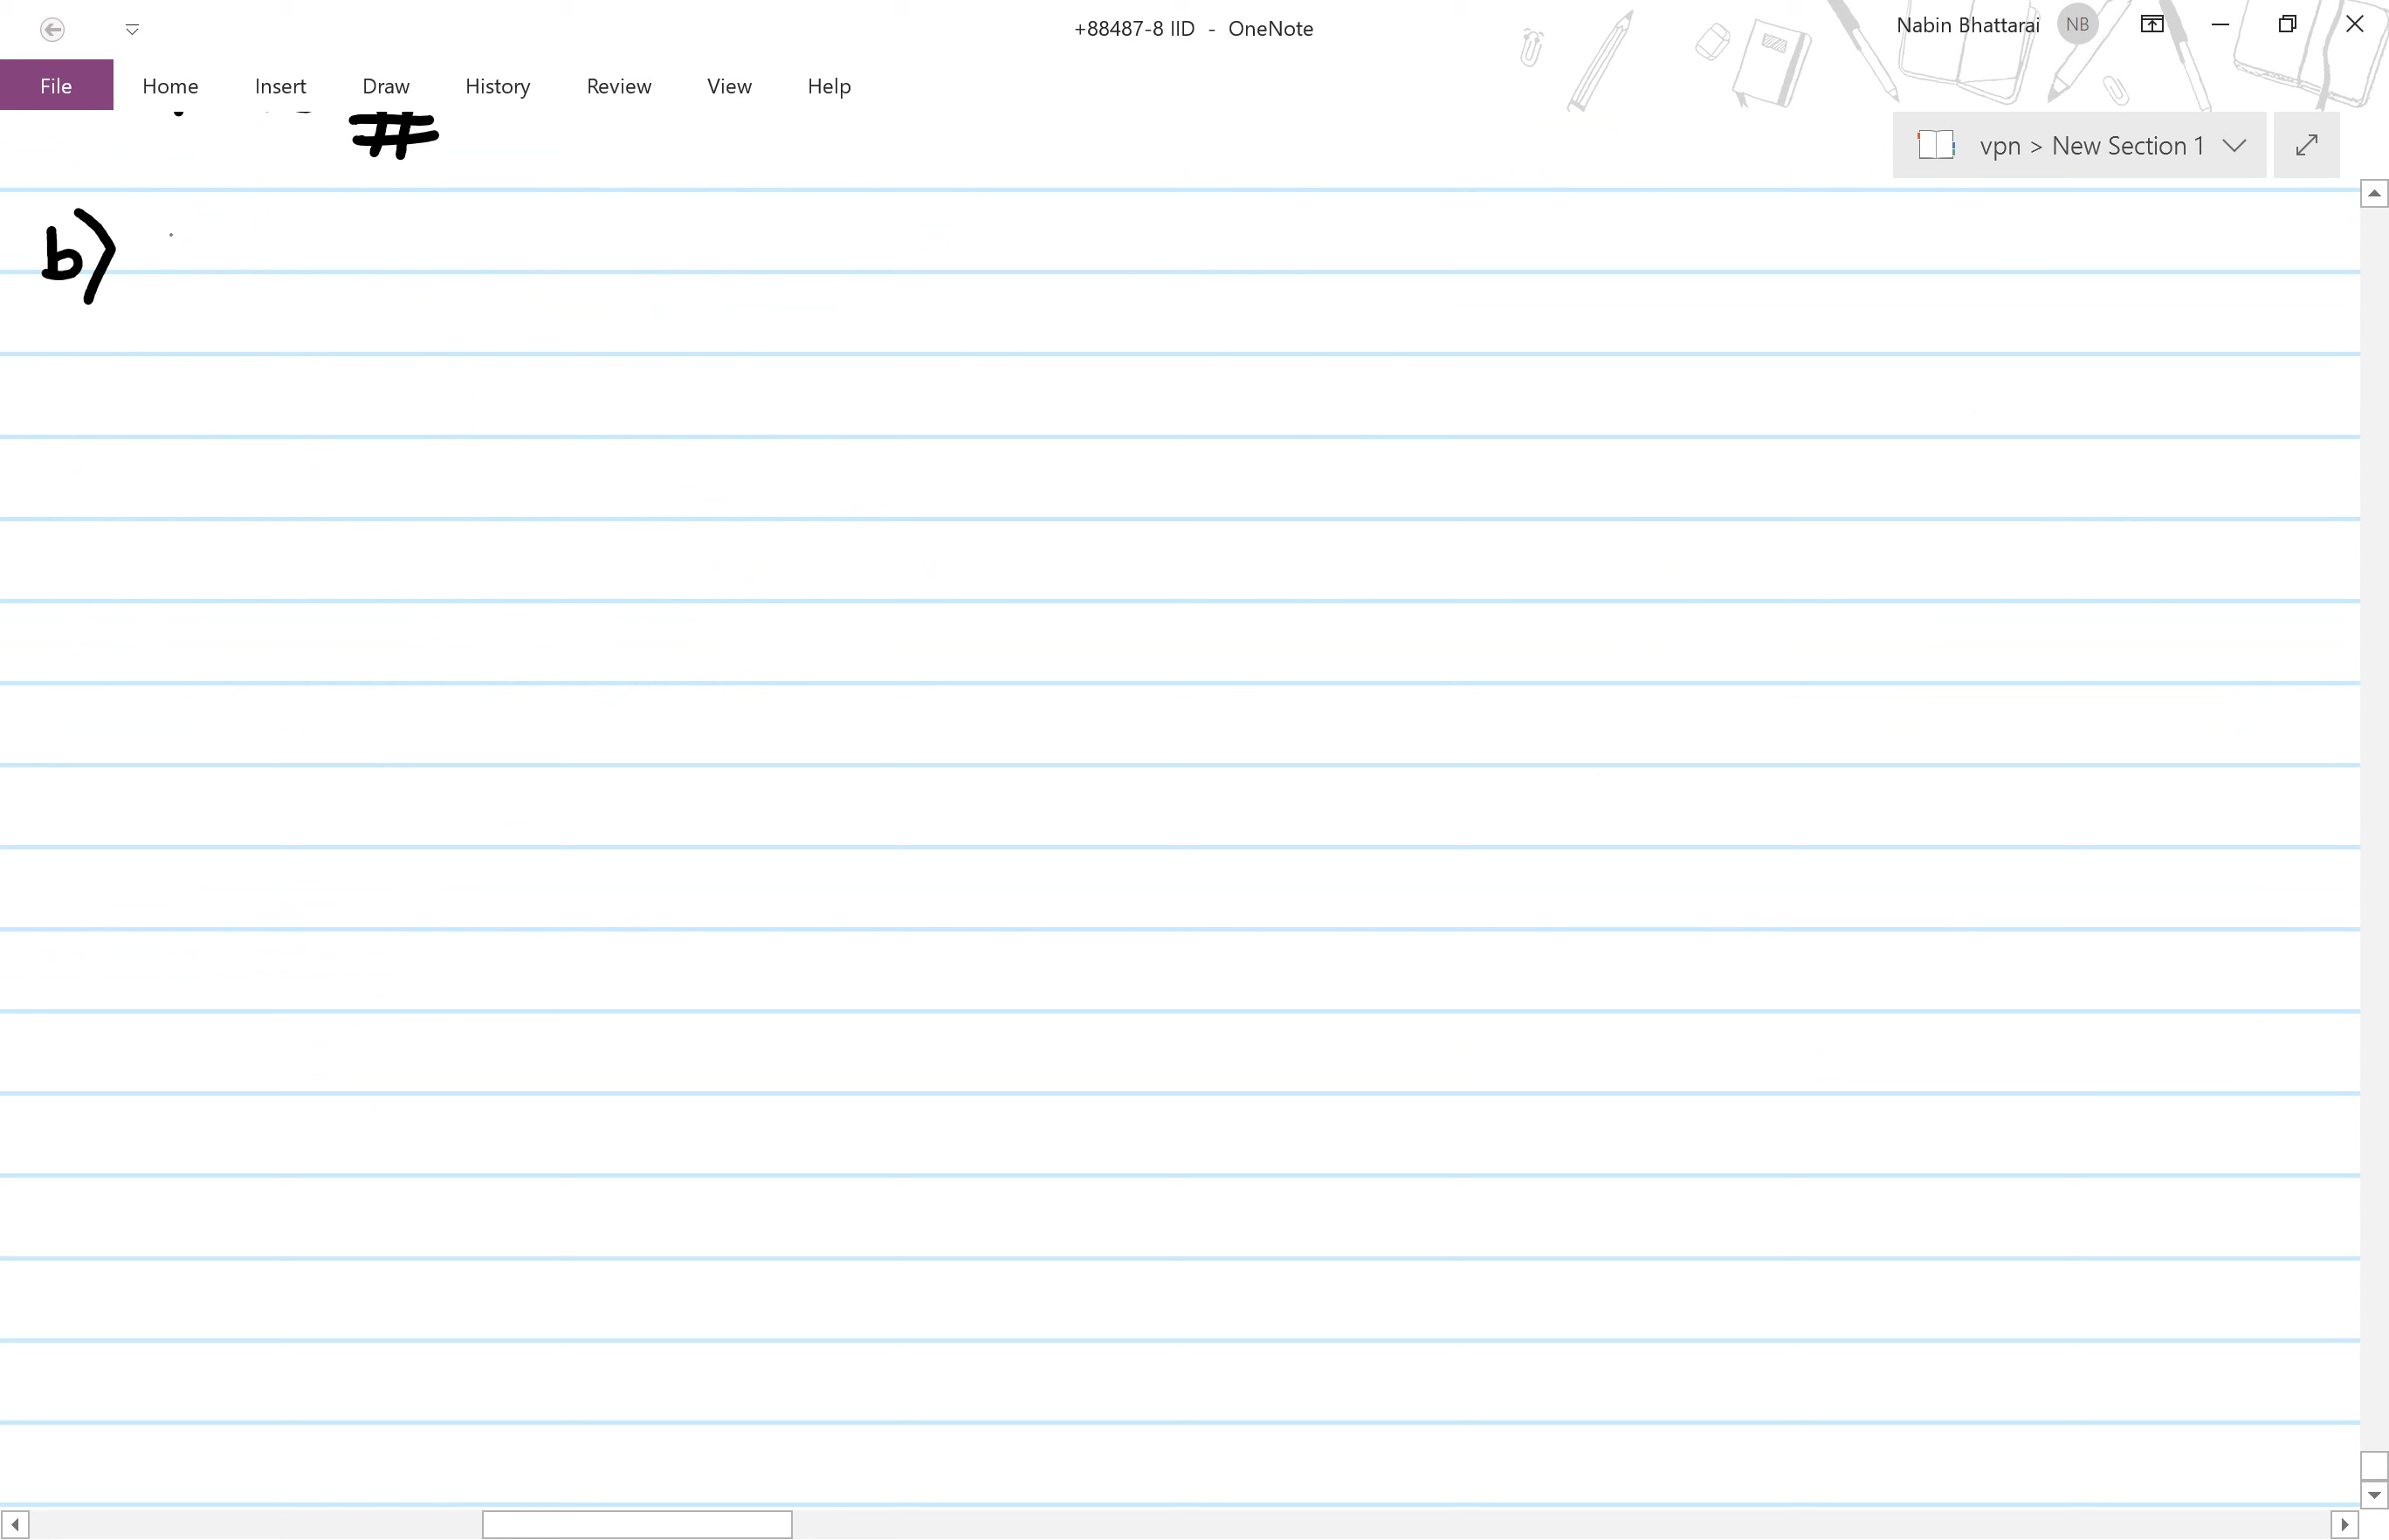 +88487-8 IID - OneNote
Nabin Bhattarai NB
File Home Insert Draw History Review View Help
#
vpn > New Section 1
b)